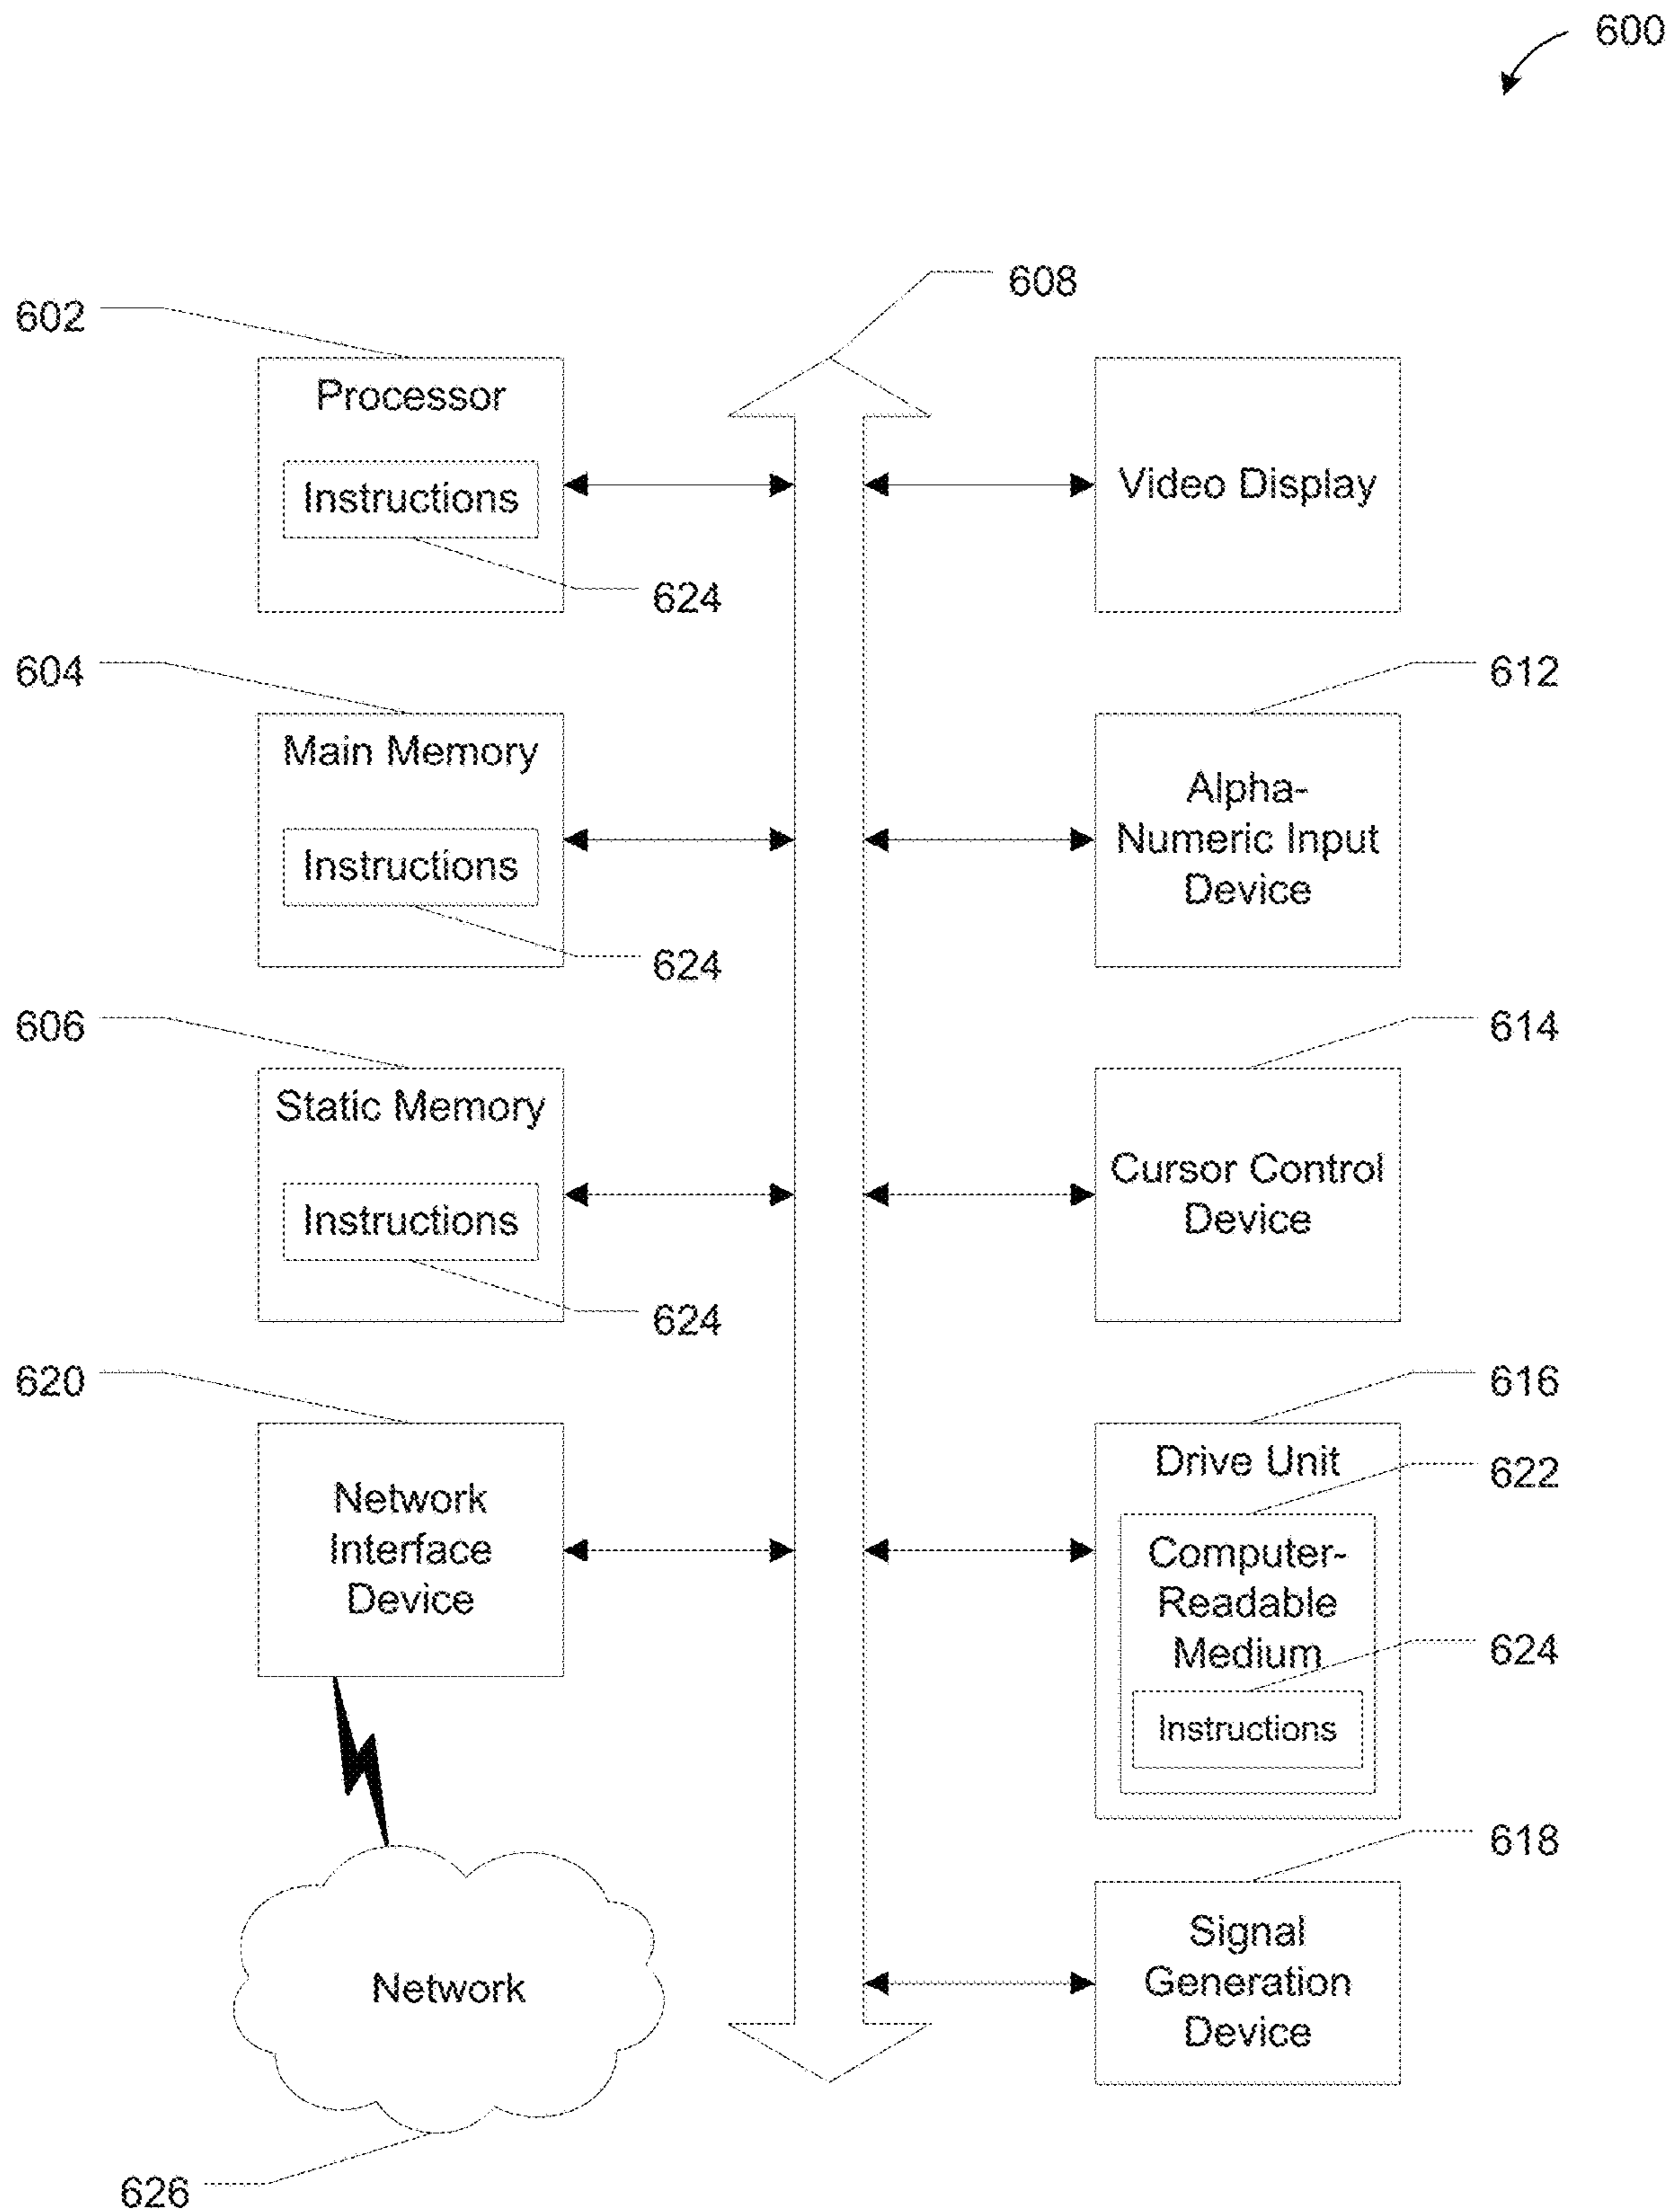 600
608
602
Processor
Instructions
624
Video Display
604
Main Memory
Instructions
624
612
Alpha-
Numeric Input
Device
606
Static Memory
Instructions
624
614
Cursor Control
Device
620
Network
Interface
Device
616
Drive Unit
622
Computer-
Readable
Medium
624
Instructions
618
Signal
Generation
Device
Network
626